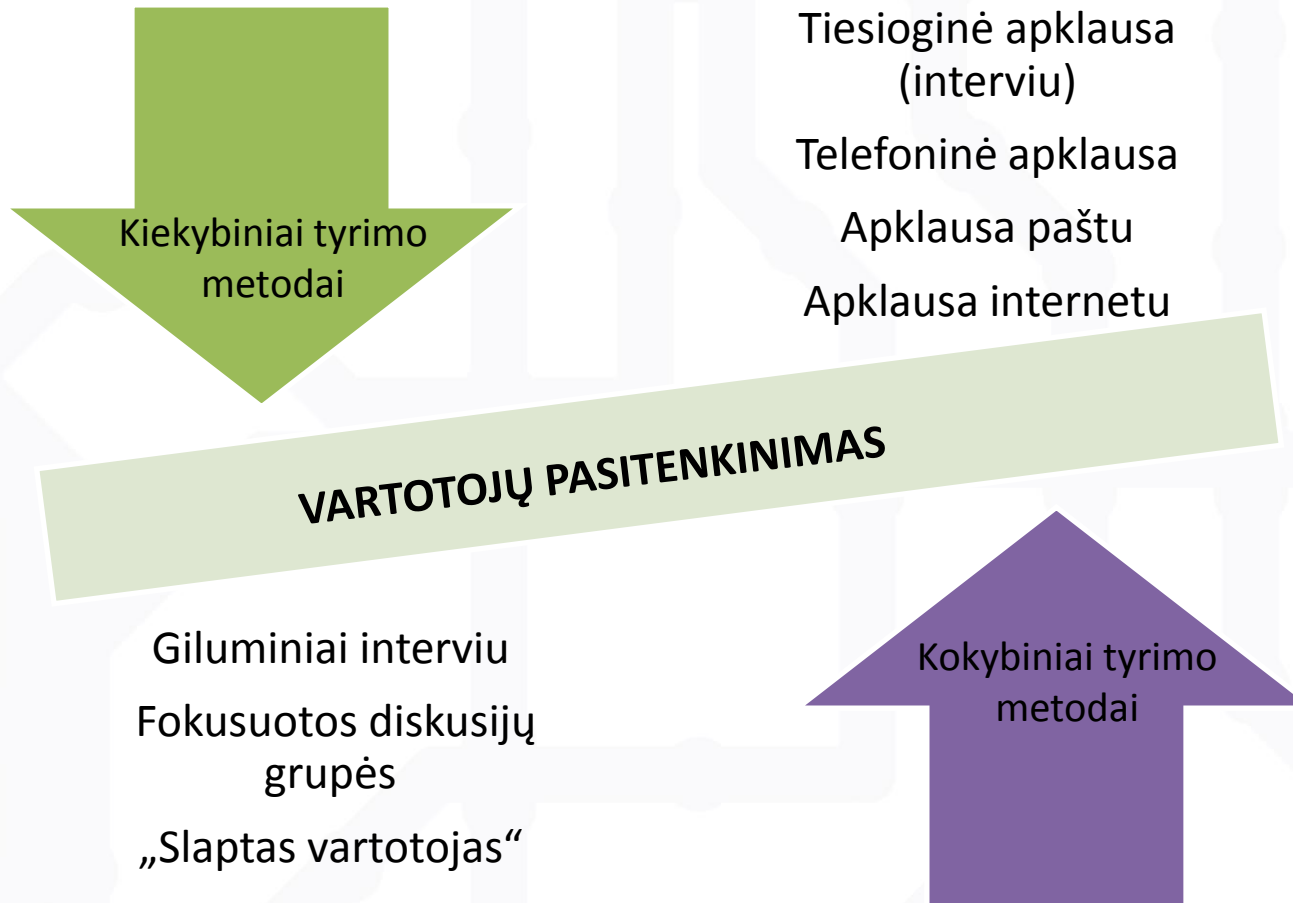 Kiekybiniai tyrimo
metodai
Tiesioginė apklausa
(interviu)
Telefoninė apklausa
Apklausa paštu
Apklausa internetu
VARTOTOJŲ PASITENKINIMAS
Giluminiai interviu
Fokusuotos diskusijų
grupės
„Slaptas vartotojas“
Kokybiniai tyrimo
metodai